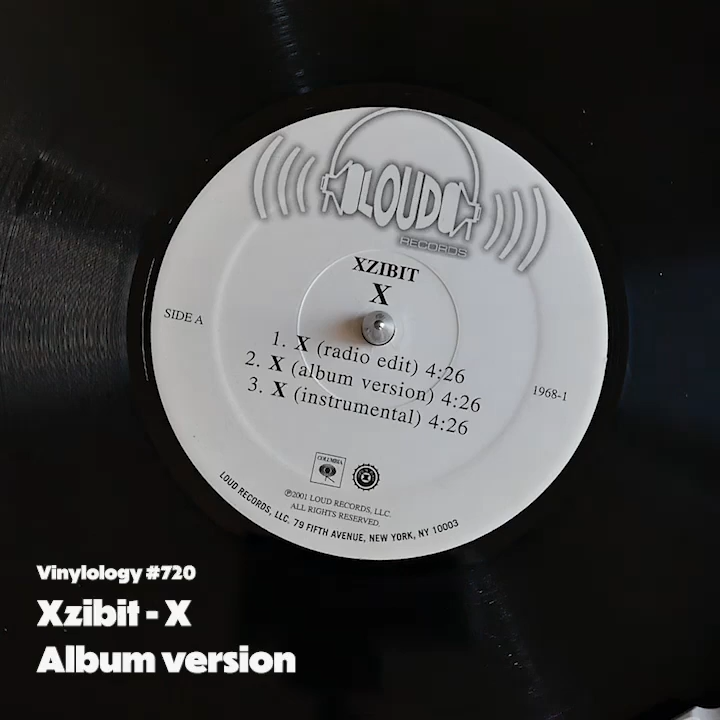 LOUD
RECORDS
XZIBIT
X
SIDE A
1. X (radio edit) 4:26
2. X (album version) 4:26
3. X (instrumental) 4:26
1968-1
COLUMBIA
℗2001 LOUD RECORDS, LLC.
ALL RIGHTS RESERVED.
LOUD RECORDS, LLC. 79 FIFTH AVENUE, NEW YORK, NY 10003
Vinylology #720
Xzibit - X
Album version